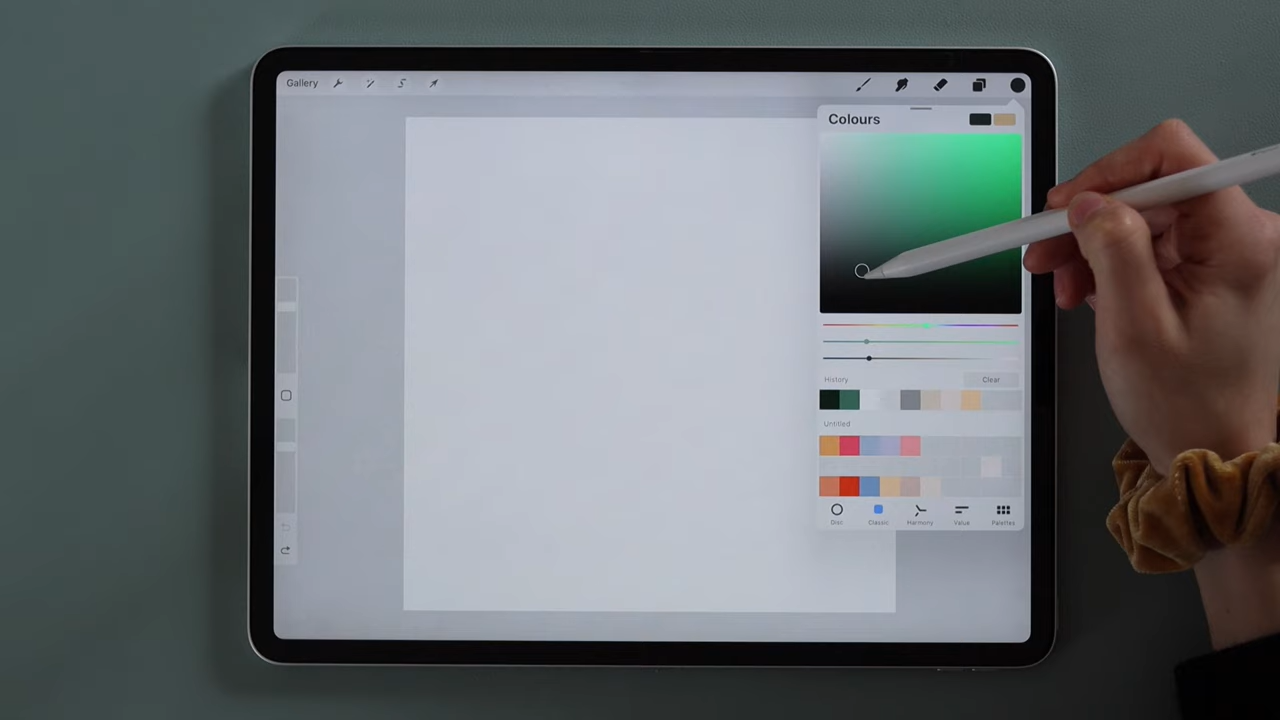 Gallery
Colours
History
Clear
Untitled
Disc
Classic
Harmony
Value
Palettes